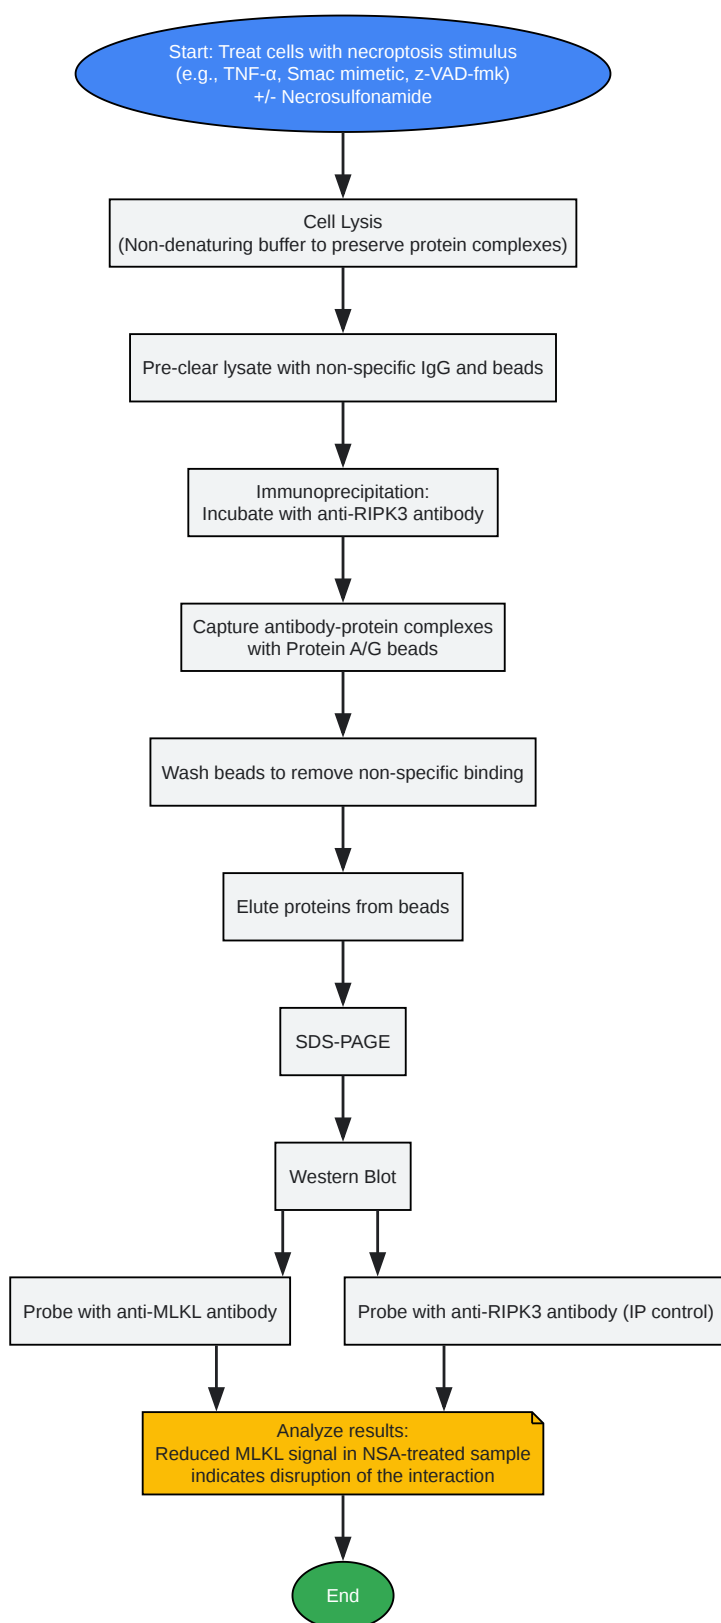 Start: Treat cells with necroptosis stimulus
(e.g., TNF-α, Smac mimetic, z-VAD-fmk)
+/- Necrosulfonamide
Cell Lysis
(Non-denaturing buffer to preserve protein complexes)
Pre-clear lysate with non-specific IgG and beads
Immunoprecipitation:
Incubate with anti-RIPK3 antibody
Capture antibody-protein complexes
with Protein A/G beads
Wash beads to remove non-specific binding
Elute proteins from beads
SDS-PAGE
Western Blot
Probe with anti-MLKL antibody
Probe with anti-RIPK3 antibody (IP control)
Analyze results:
Reduced MLKL signal in NSA-treated sample
indicates disruption of the interaction
End